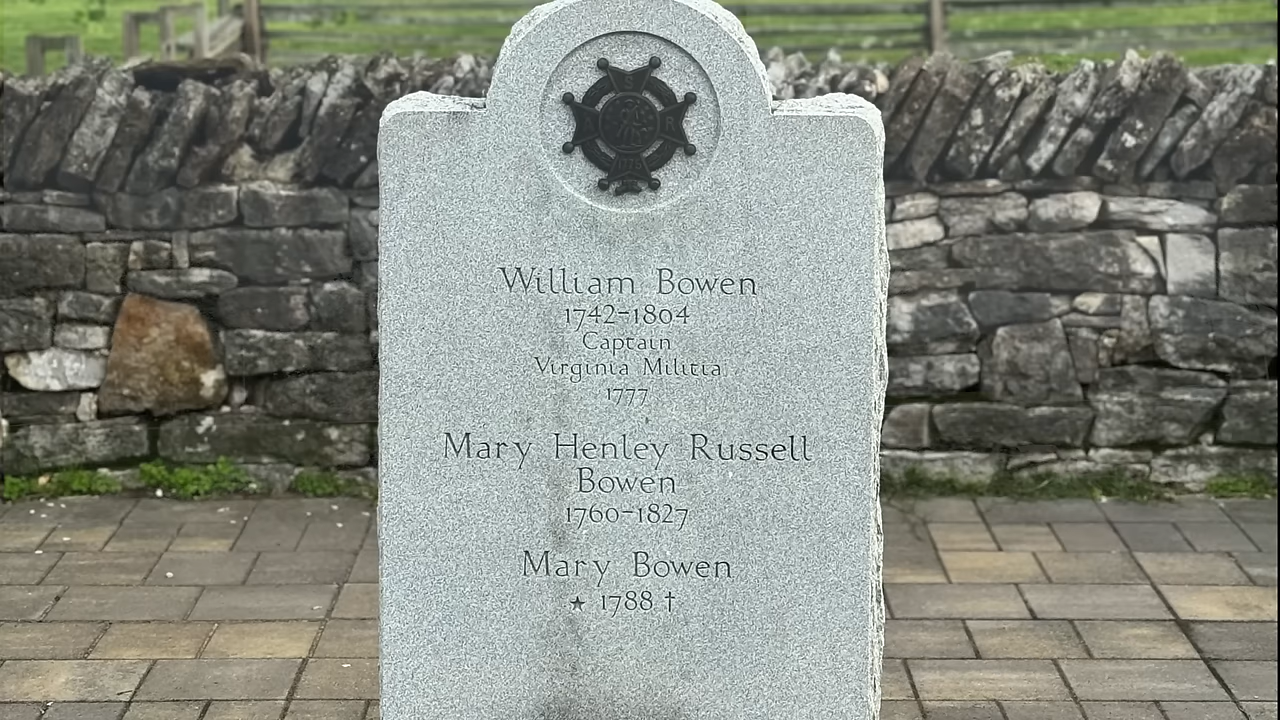 William Bowen
1742-1804
Captain
Virginia Militia
1777
Mary Henley Russell
Bowen
1760-1827
Mary Bowen
★ 1788 †